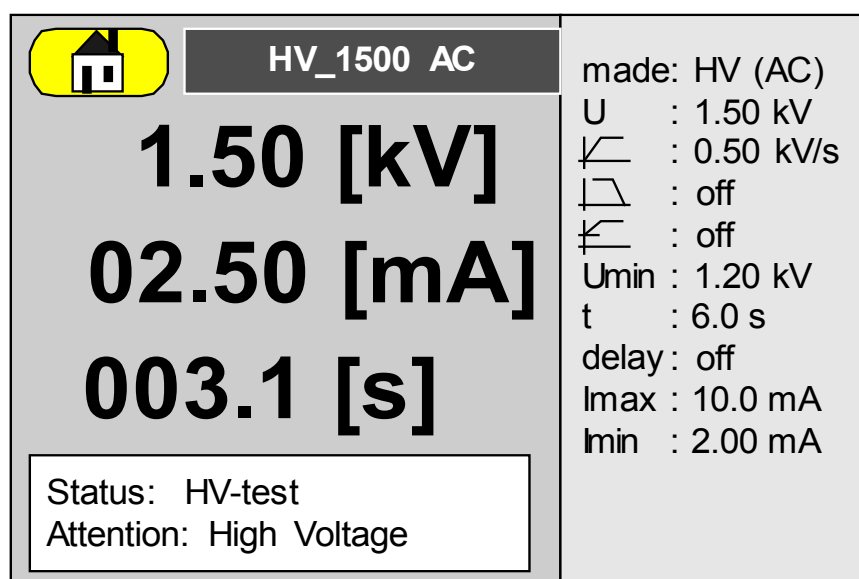 HV_1500 AC
1.50 [kV]
02.50 [mA]
003.1 [s]
Status: HV-test
Attention: High Voltage
made: HV (AC)
U : 1.50 kV
: 0.50 kV/s
: off
: off
Umin : 1.20 kV
t : 6.0 s
delay : off
Imax : 10.0 mA
Imin : 2.00 mA